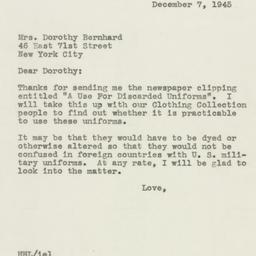 December 7, 1945
Mrs. Dorothy Bernhard
46 East 71st Street
New York City
Dear Dorothy:
Thanks for sending me the newspaper clipping
entitled "A Use For Discarded Uniforms". I
will take this up with our Clothing Collection
people to find out whether it is practicable
to use these uniforms.
It may be that they would have to be dyed or
otherwise altered so that they would not be
confused in foreign countries with U. S. mili-
tary uniforms. At any rate, I will be glad to
look into the matter.
Love,